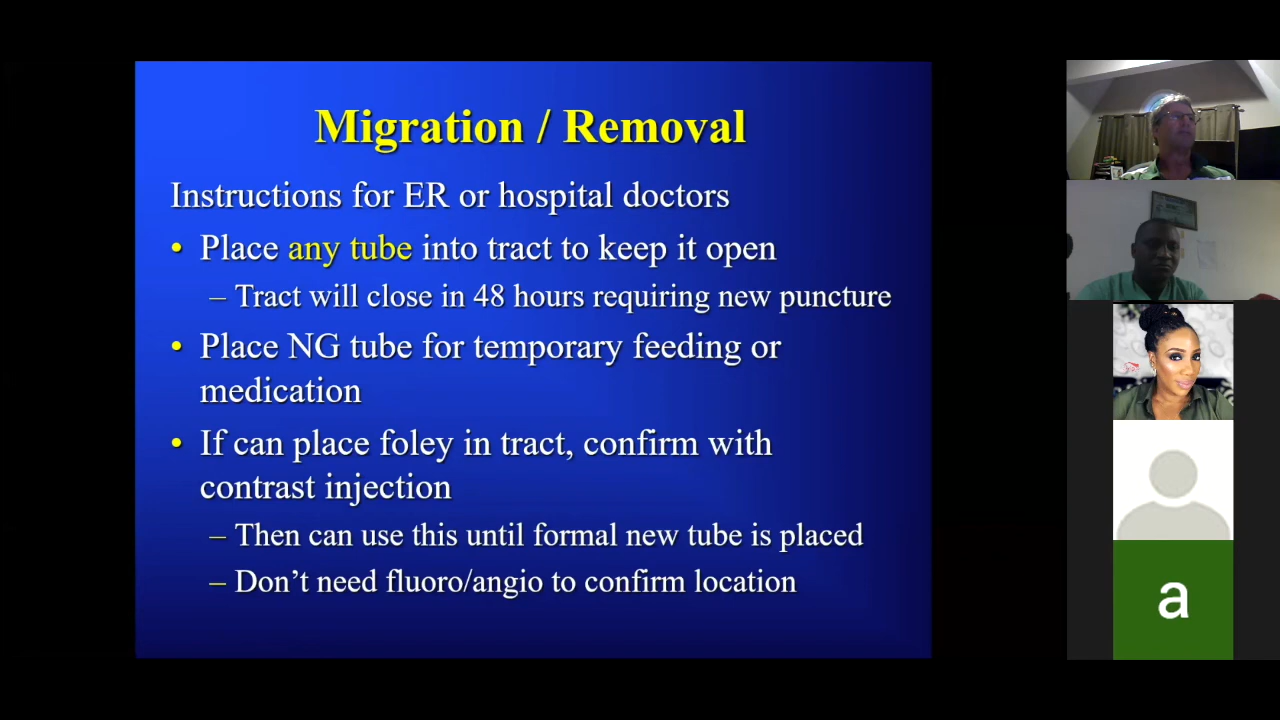 Migration / Removal
Instructions for ER or hospital doctors
• Place any tube into tract to keep it open
– Tract will close in 48 hours requiring new puncture
• Place NG tube for temporary feeding or
medication
• If can place foley in tract, confirm with
contrast injection
– Then can use this until formal new tube is placed
– Don’t need fluoro/angio to confirm location
a